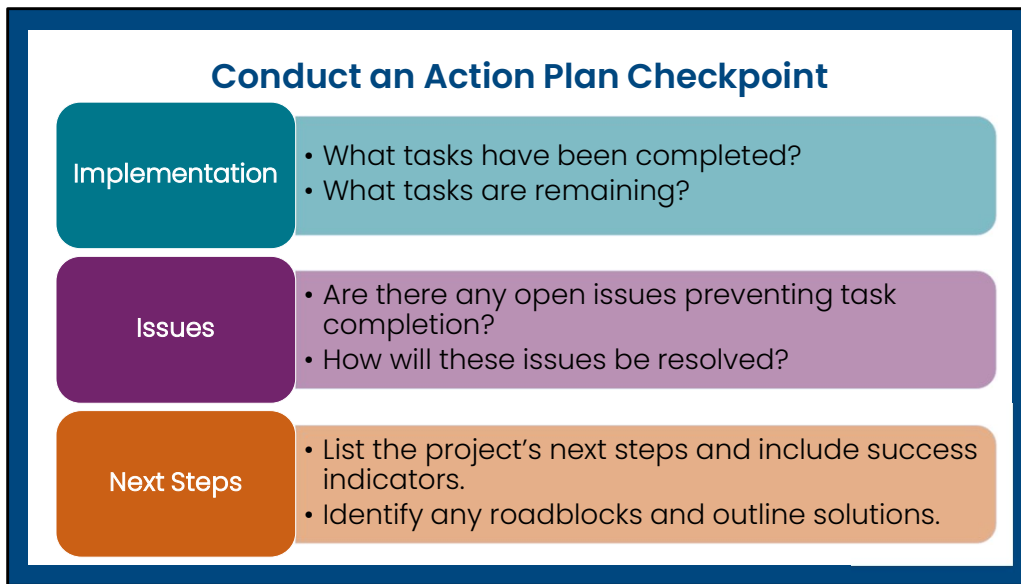 Conduct an Action Plan Checkpoint
Implementation
• What tasks have been completed?
• What tasks are remaining?
Issues
• Are there any open issues preventing task
completion?
• How will these issues be resolved?
Next Steps
• List the project’s next steps and include success
indicators.
• Identify any roadblocks and outline solutions.